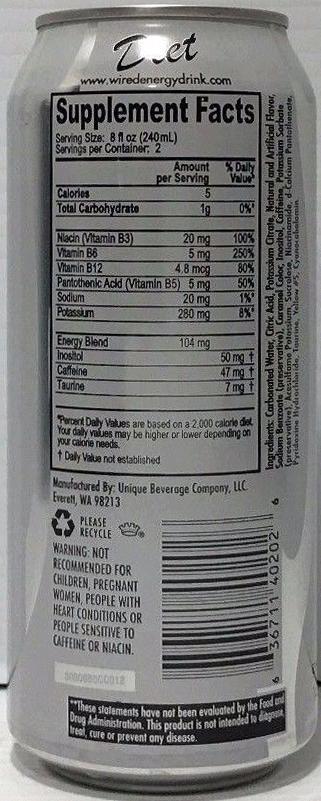 Diet
www.wiredenergydrink.com
Supplement Facts
Serving Size: 8 fl oz (240mL)
Servings per Container: 2
Amount per Serving % Daily Value*
Calories 5
Total Carbohydrate 1g 0%*
Niacin (Vitamin B3) 20 mg 100%
Vitamin B6 5 mg 250%
Vitamin B12 4.8 mcg 80%
Pantothenic Acid (Vitamin B5) 5 mg 50%
Sodium 20 mg 1%*
Potassium 280 mg 8%*
Energy Blend 104 mg
Inositol 50 mg †
Caffeine 47 mg †
Taurine 7 mg †
*Percent Daily Values are based on a 2,000 calorie diet.
Your daily values may be higher or lower depending on
your calorie needs.
† Daily Value not established
Ingredients: Carbonated Water, Citric Acid, Potassium Citrate, Natural and Artificial Flavor,
Sodium Benzoate (preservative), Caramel Color, Inositol, Caffeine, Potassium Sorbate
(preservative), Acesulfame Potassium, Sucralose, Niacinamide, d-Calcium Pantothenate,
Pyridoxine Hydrochloride, Taurine, Yellow #5, Cyanocobalamin.
Manufactured By: Unique Beverage Company, LLC.
Everett, WA 98213
PLEASE
RECYCLE
WARNING: NOT
RECOMMENDED FOR
CHILDREN, PREGNANT
WOMEN, PEOPLE WITH
HEART CONDITIONS OR
PEOPLE SENSITIVE TO
CAFFEINE OR NIACIN.
6 36711 40202 6
**These statements have not been evaluated by the Food and
Drug Administration. This product is not intended to diagnose,
treat, cure or prevent any disease.